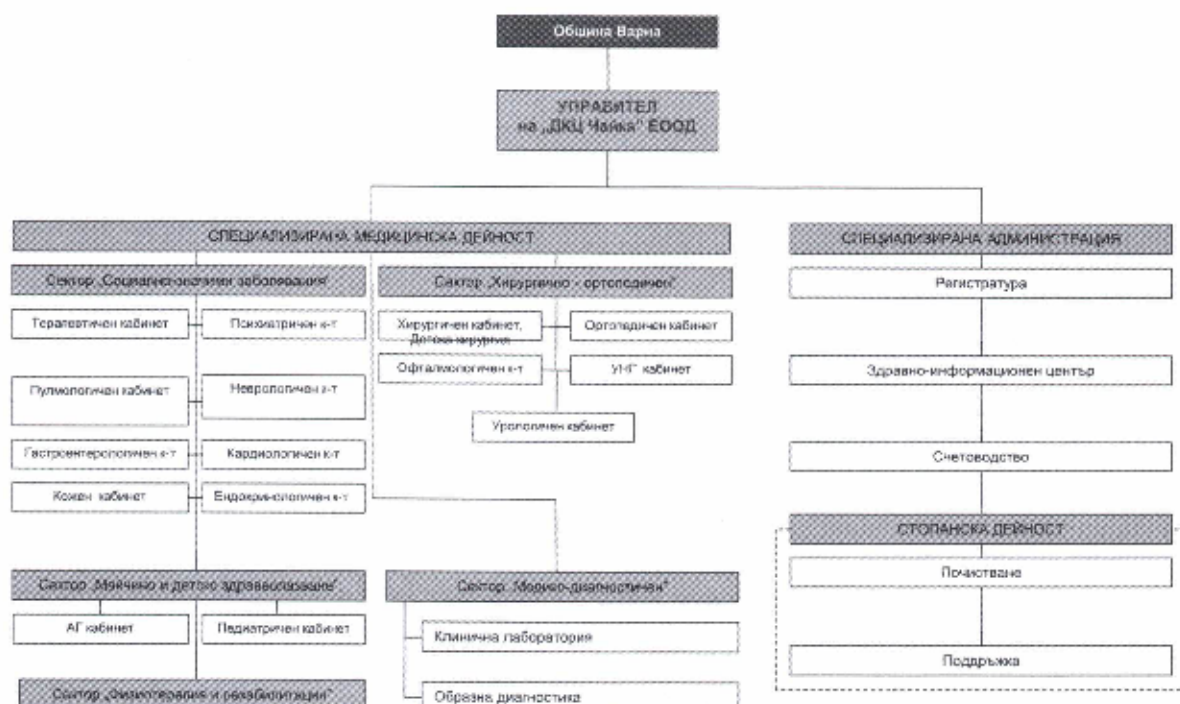 Община Варна
УПРАВИТЕЛ
на „ДКЦ Чайка" ЕООД
СПЕЦИАЛИЗИРАНА МЕДИЦИНСКА ДЕЙНОСТ
Сектор „Социално-значими заболявания"
Терапевтичен кабинет
Психиатричен к-т
Пулмологичен кабинет
Неврологичен к-т
Гастроентерологичен к-т
Кардиологичен к-т
Кожен кабинет
Ендокринологичен к-т
Сектор „Майчино и детско здравеопазване"
АГ кабинет
Педиатричен кабинет
Сектор „Физиотерапия и рехабилитация"
Сектор „Хирургично - ортопедичен"
Хирургичен кабинет,
Детска хирургия
Ортопедичен кабинет
Офталмологичен к-т
УНГ кабинет
Урологичен кабинет
Сектор „Медико-диагностичен"
Клинична лаборатория
Образна диагностика
СПЕЦИАЛИЗИРАНА АДМИНИСТРАЦИЯ
Регистратура
Здравно-информационен център
Счетоводство
СТОПАНСКА ДЕЙНОСТ
Почистване
Поддръжка